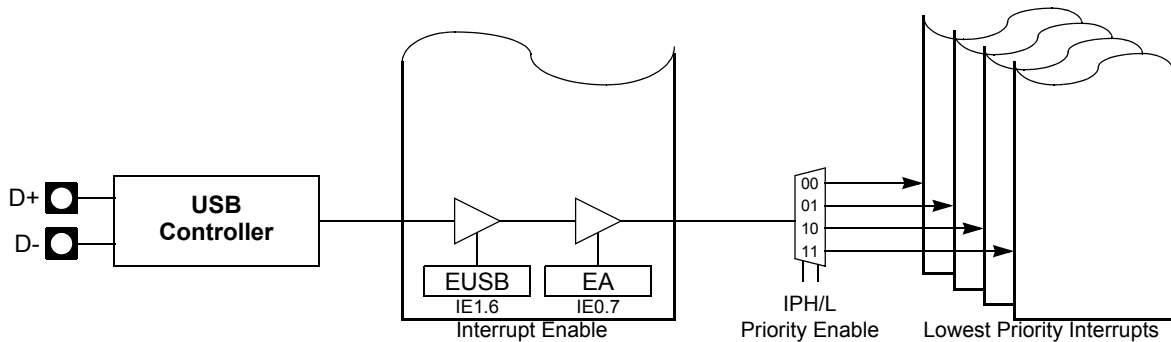 D+
D-
USB
Controller
EUSB
IE1.6
EA
IE0.7
Interrupt Enable
00
01
10
11
IPH/L
Priority Enable
Lowest Priority Interrupts